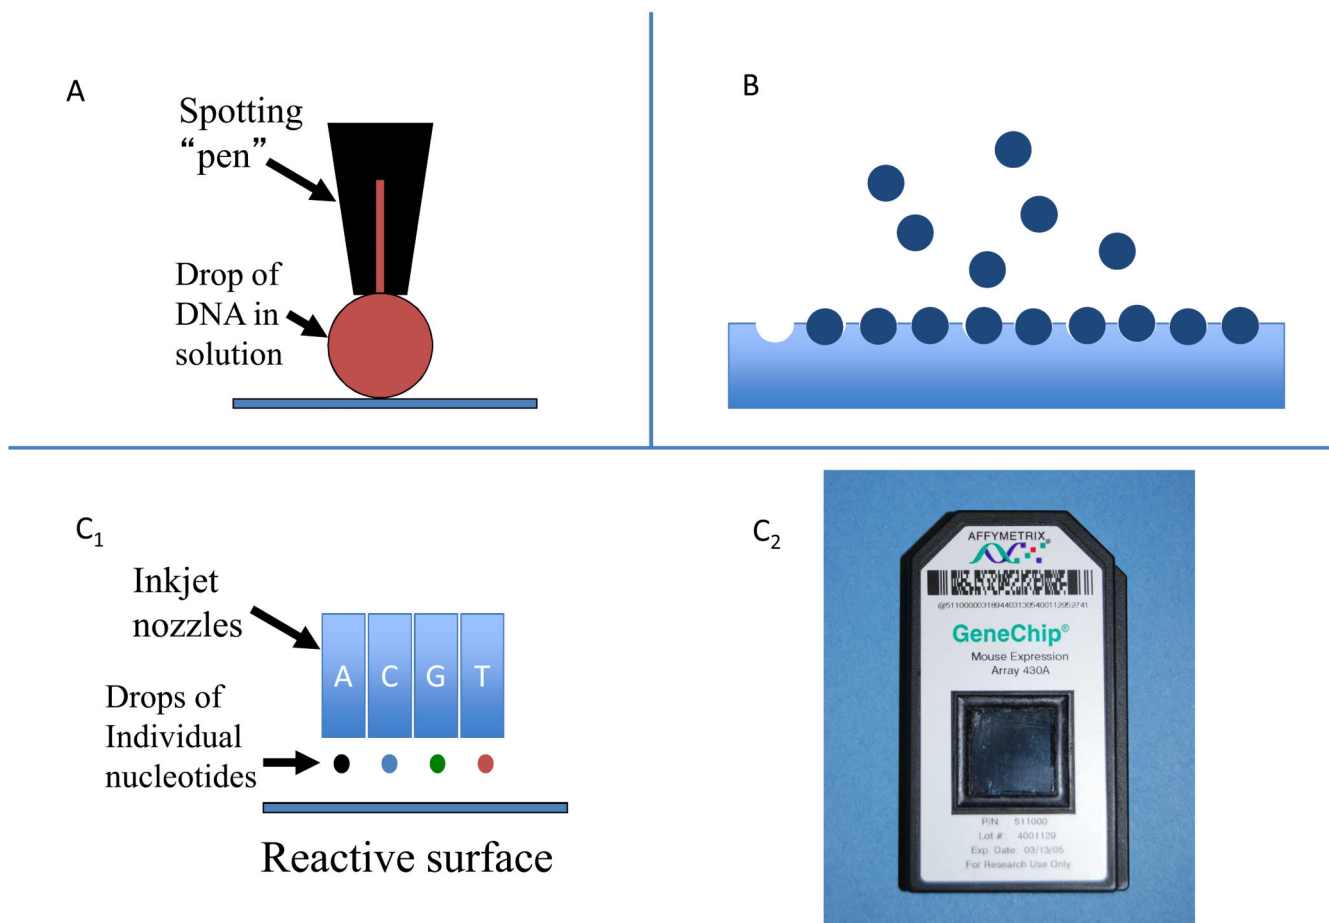 A
Spotting
“pen”
Drop of
DNA in
solution
B
C1
Inkjet
nozzles
A C G T
Drops of
Individual
nucleotides
Reactive surface
C2
AFFYMETRIX®
@51100000318944031305400112952741
GeneChip®
Mouse Expression
Array 430A
P/N: 511000
Lot #: 4001129
Exp. Date: 03/13/05
For Research Use Only